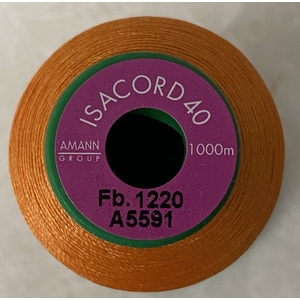 ISACORD 40
AMANN
GROUP
1000m
Fb. 1220
A5591